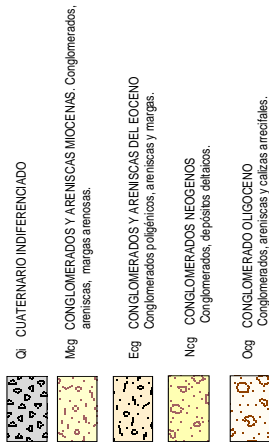 Qi CUATERNARIO INDIFERENCIADO
Mcg CONGLOMERADOS Y ARENISCAS MIOCENAS. Conglomerados,
areniscas, margas arenosas.
Ecg CONGLOMERADOS Y ARENISCAS DEL EOCENO
Conglomerados poligénicos, areniscas y margas.
Ncg CONGLOMERADOS NEOGENOS
Conglomerados, depósitos deltaicos.
Ocg CONGLOMERADO OLIGOCENO
Conglomerados, areniscas y calizas arrecifales.